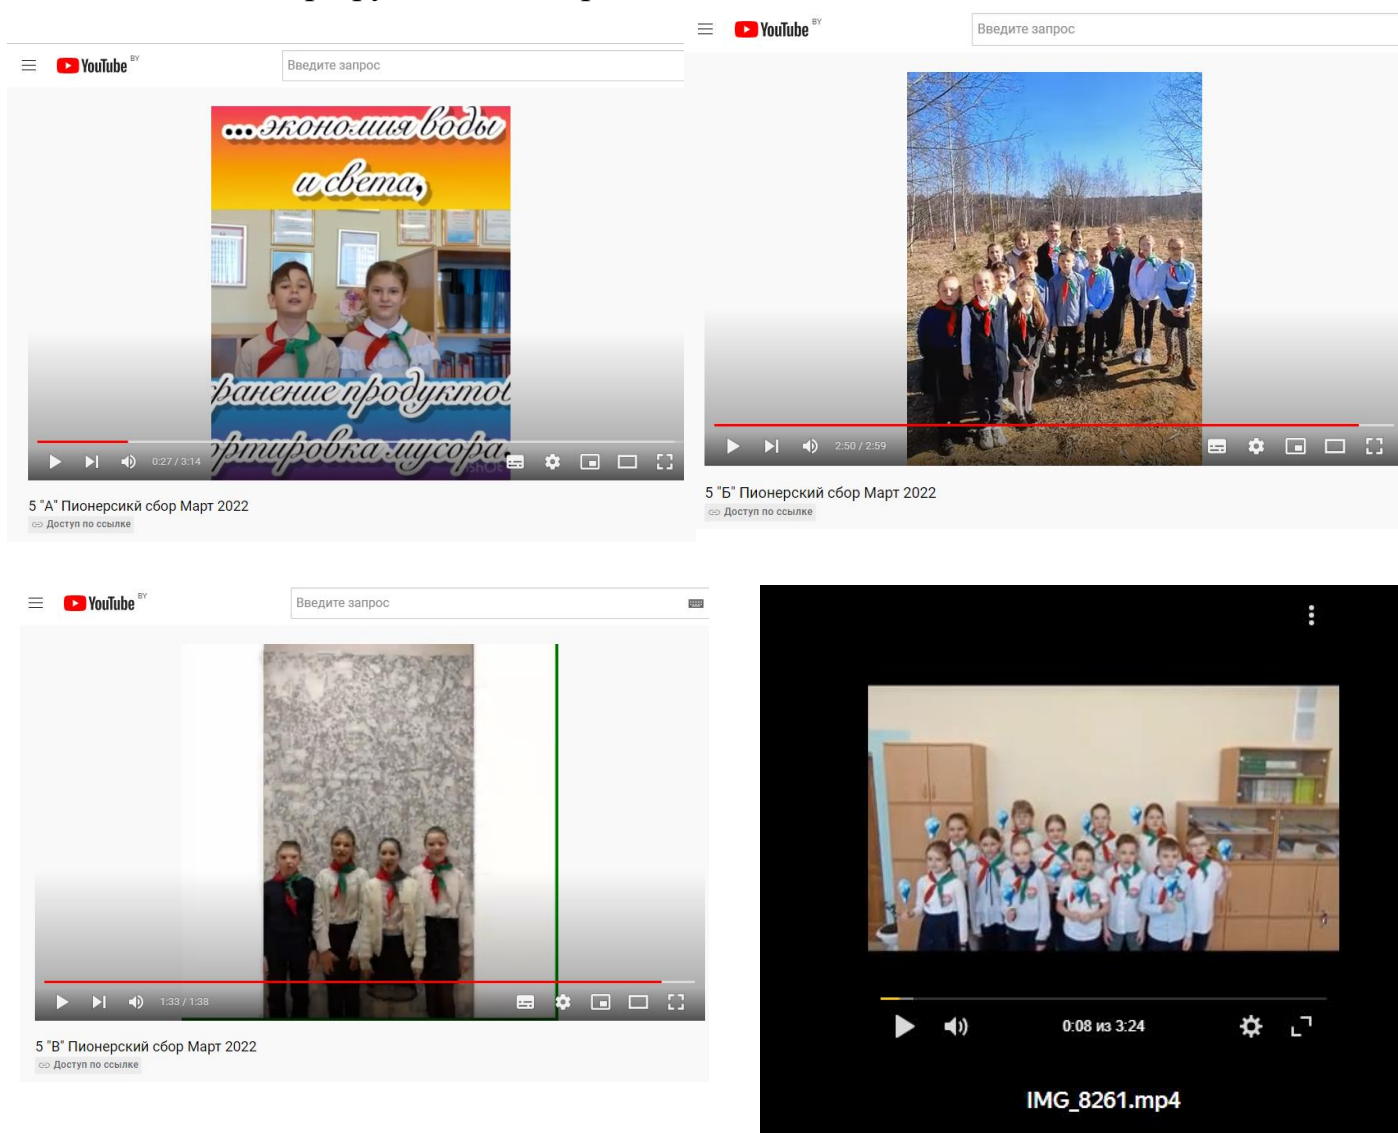 YouTube BY
Введите запрос
... экономия воды
и света,
ранение продуктов
ортировка мусора.
0:27 / 3:14
5 "А" Пионерсикй сбор Март 2022
Доступ по ссылке
YouTube BY
Введите запрос
2:50 / 2:59
5 "Б" Пионерский сбор Март 2022
Доступ по ссылке
YouTube BY
Введите запрос
1:33 / 1:38
5 "В" Пионерский сбор Март 2022
Доступ по ссылке
0:08 из 3:24
IMG_8261.mp4